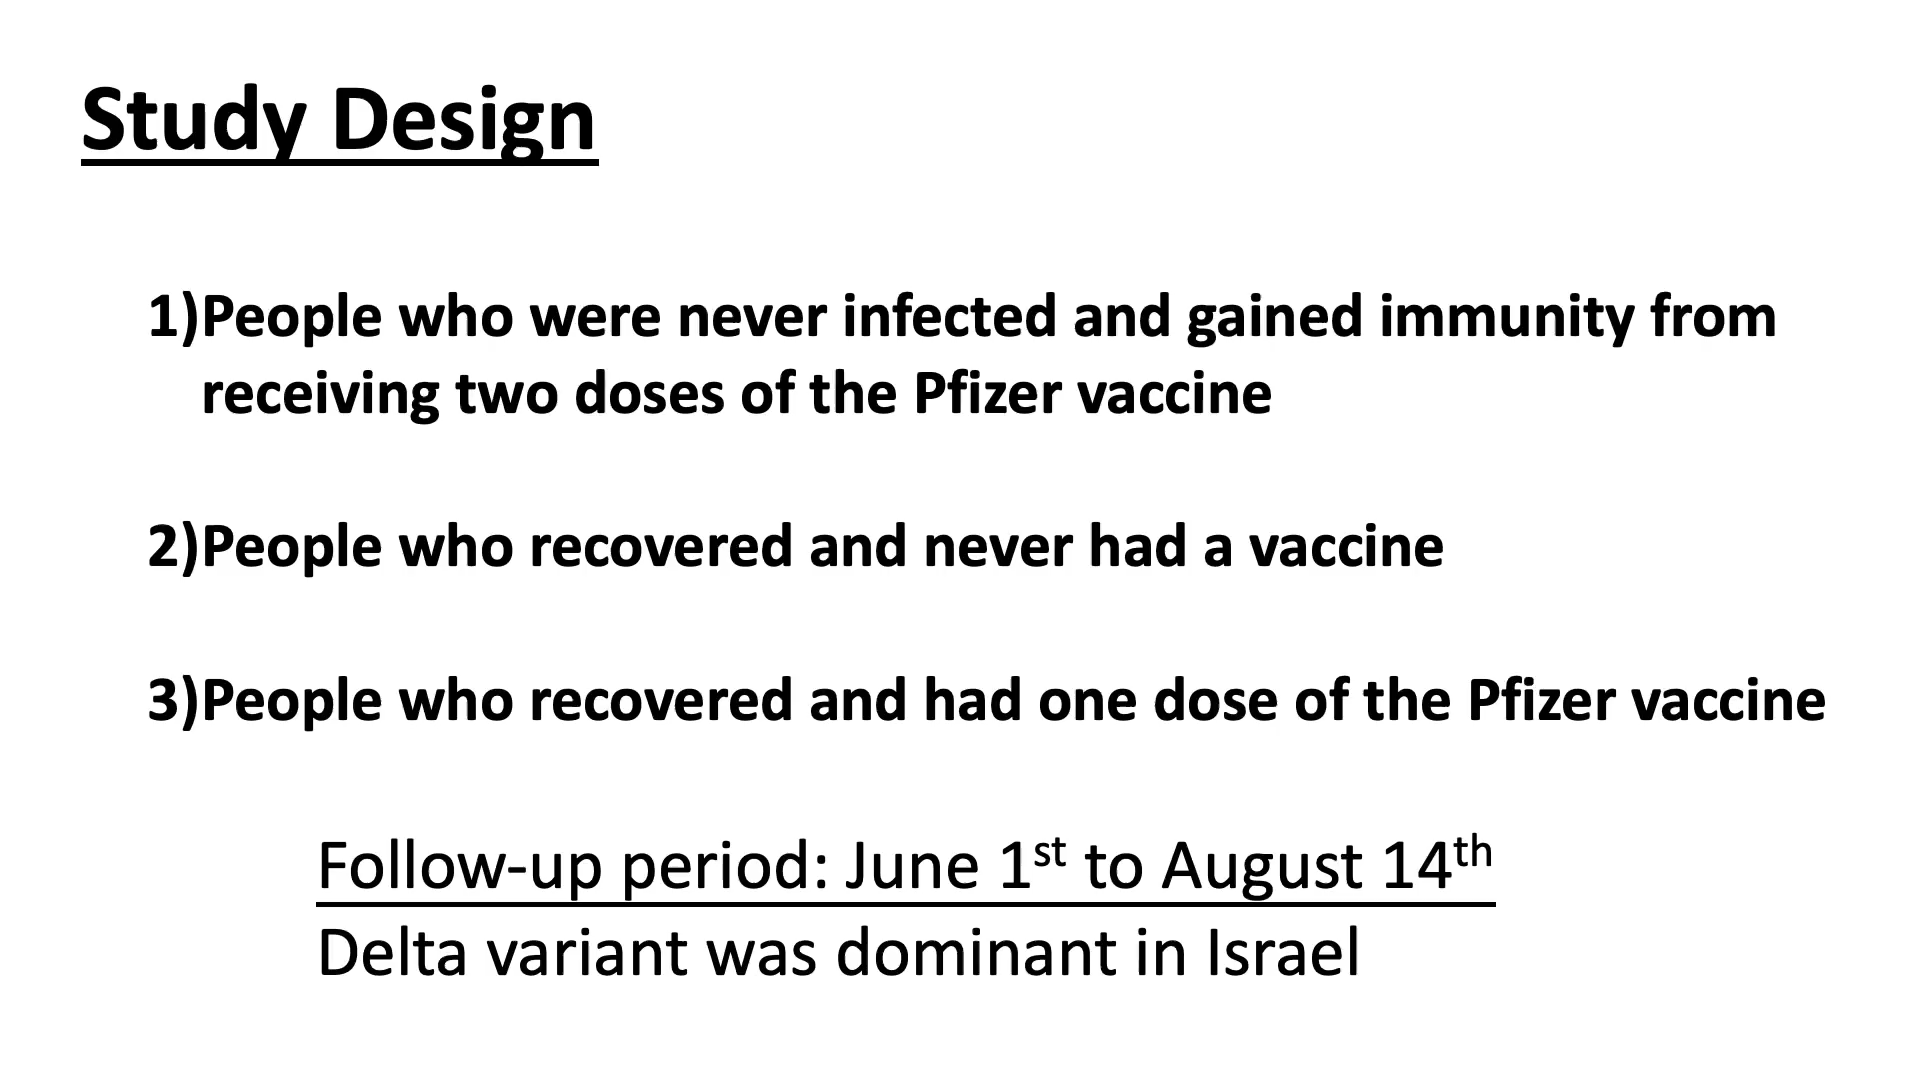 Study Design
1)People who were never infected and gained immunity from
receiving two doses of the Pfizer vaccine
2)People who recovered and never had a vaccine
3)People who recovered and had one dose of the Pfizer vaccine
Follow-up period: June 1st to August 14th
Delta variant was dominant in Israel